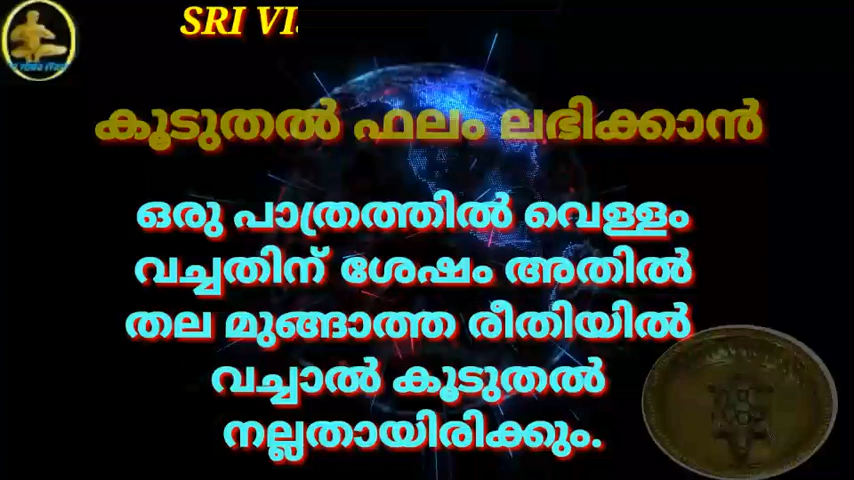 SRI VI
കൂടുതൽ ഫലം ലഭിക്കാൻ
ഒരു പാത്രത്തിൽ വെള്ളം
വച്ചതിന് ശേഷം അതിൽ
തല മുങ്ങാത്ത രീതിയിൽ
വച്ചാൽ കൂടുതൽ
നല്ലതായിരിക്കും.